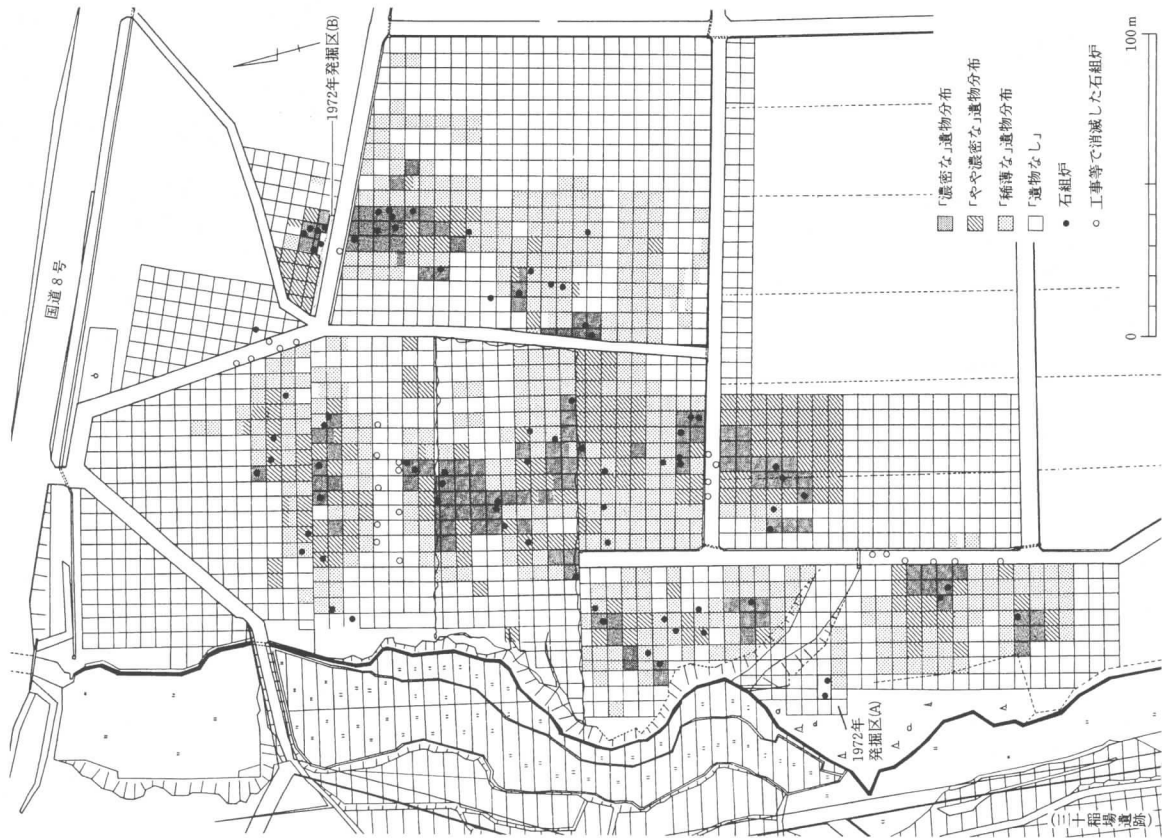 国道8号
1972年発掘区(B)
「濃密な」遺物分布
「やや濃密な」遺物分布
「稀薄な」遺物分布
「遺物なし」
石組炉
工事等で消滅した石組炉
0
100m
1972年
発掘区(A)
(三十稲場遺跡)